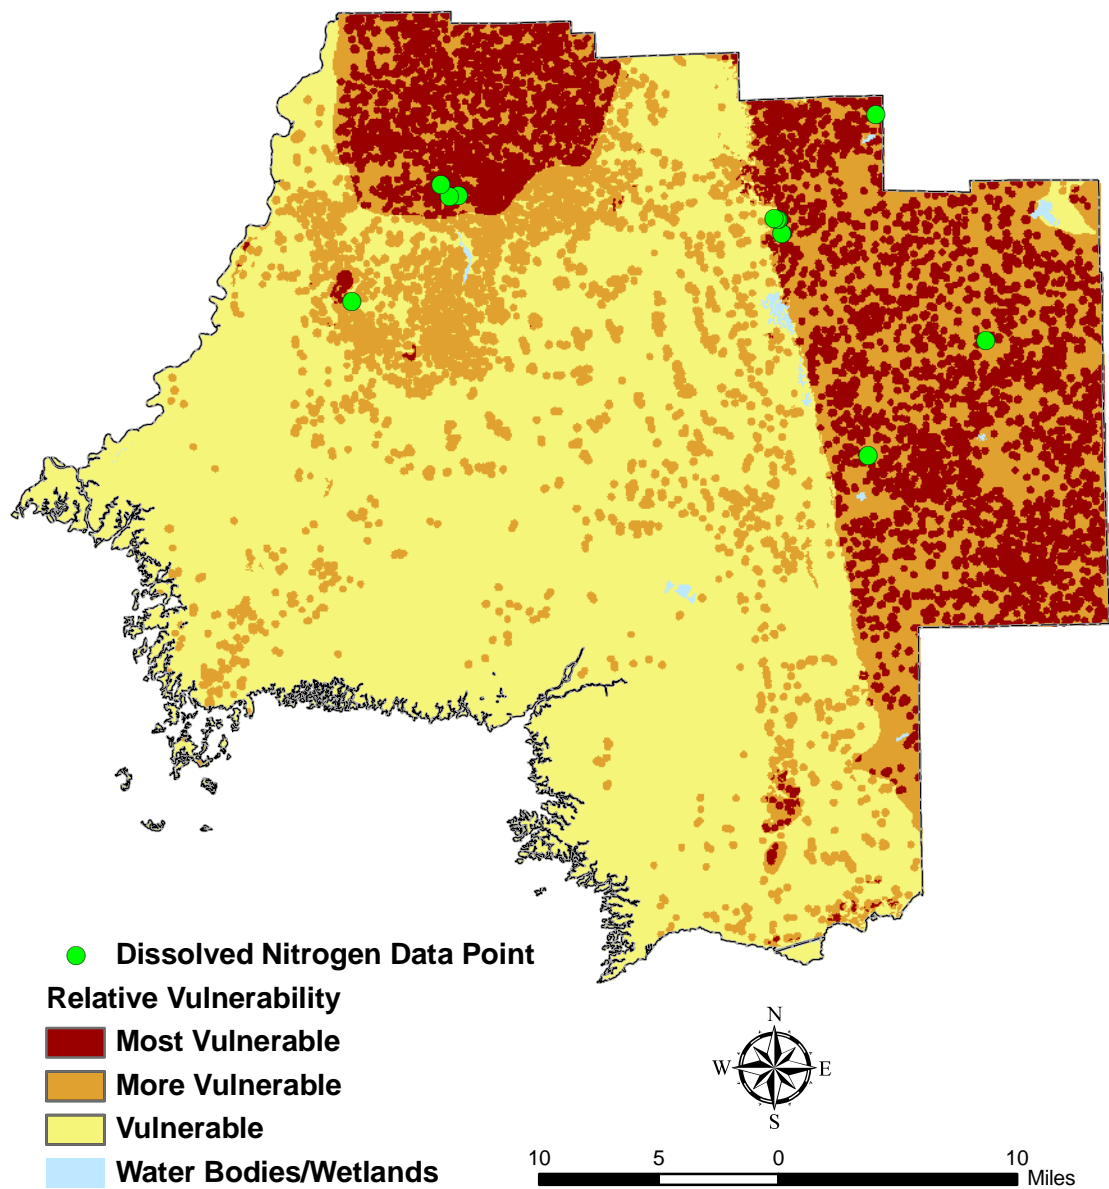 Dissolved Nitrogen Data Point
Relative Vulnerability
Most Vulnerable
More Vulnerable
Vulnerable
Water Bodies/Wetlands
N
W E
S
10 5 0 10
Miles